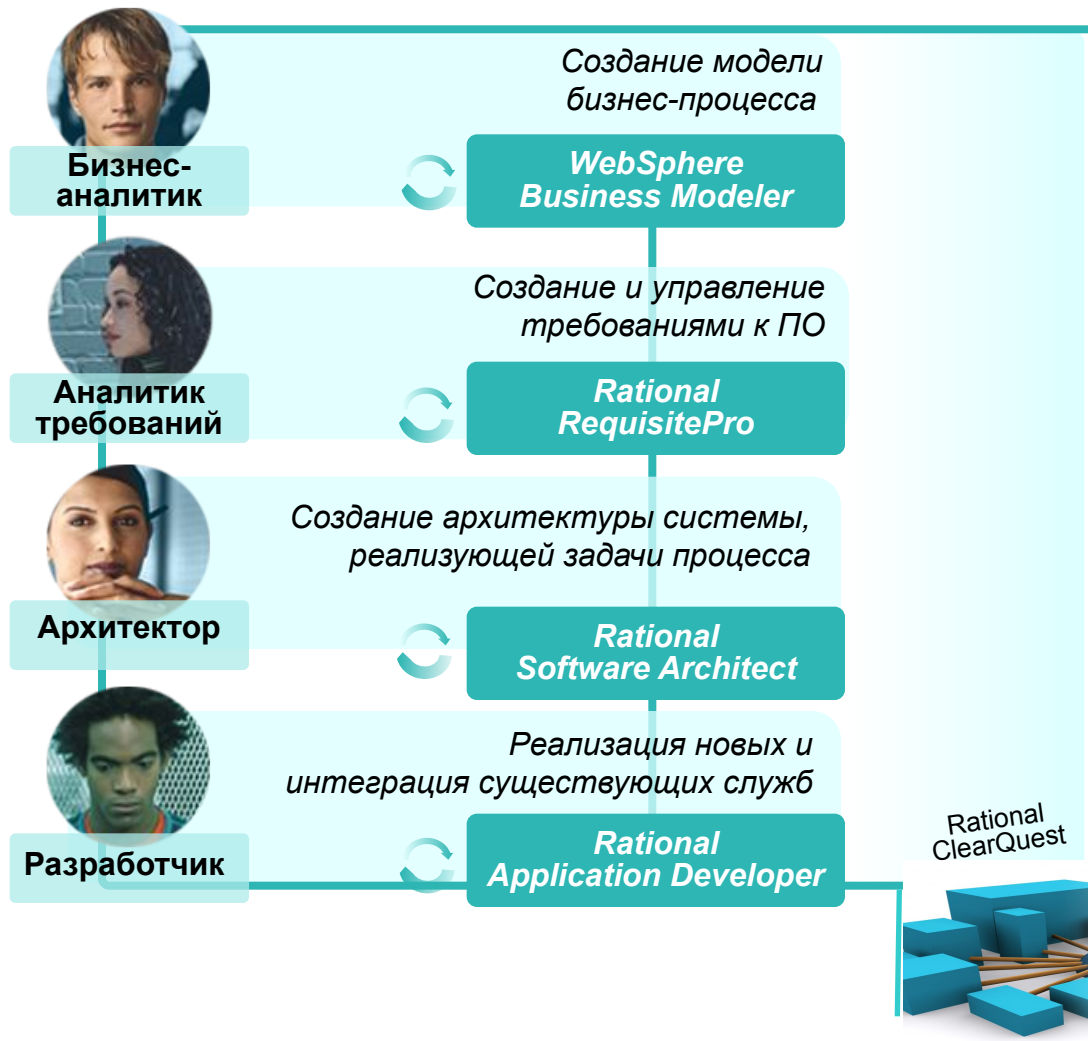 Создание модели
бизнес-процесса
Бизнес-
аналитик
WebSphere
Business Modeler
Создание и управление
требованиями к ПО
Аналитик
требований
Rational
RequisitePro
Создание архитектуры системы,
реализующей задачи процесса
Архитектор
Rational
Software Architect
Реализация новых и
интеграция существующих служб
Разработчик
Rational
Application Developer
Rational
ClearQuest